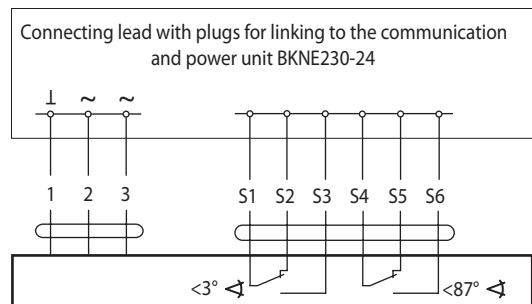 Connecting lead with plugs for linking to the communication
and power unit BKNE230-24
⊥ ~ ~
1 2 3 S1 S2 S3 S4 S5 S6
<3° <87°